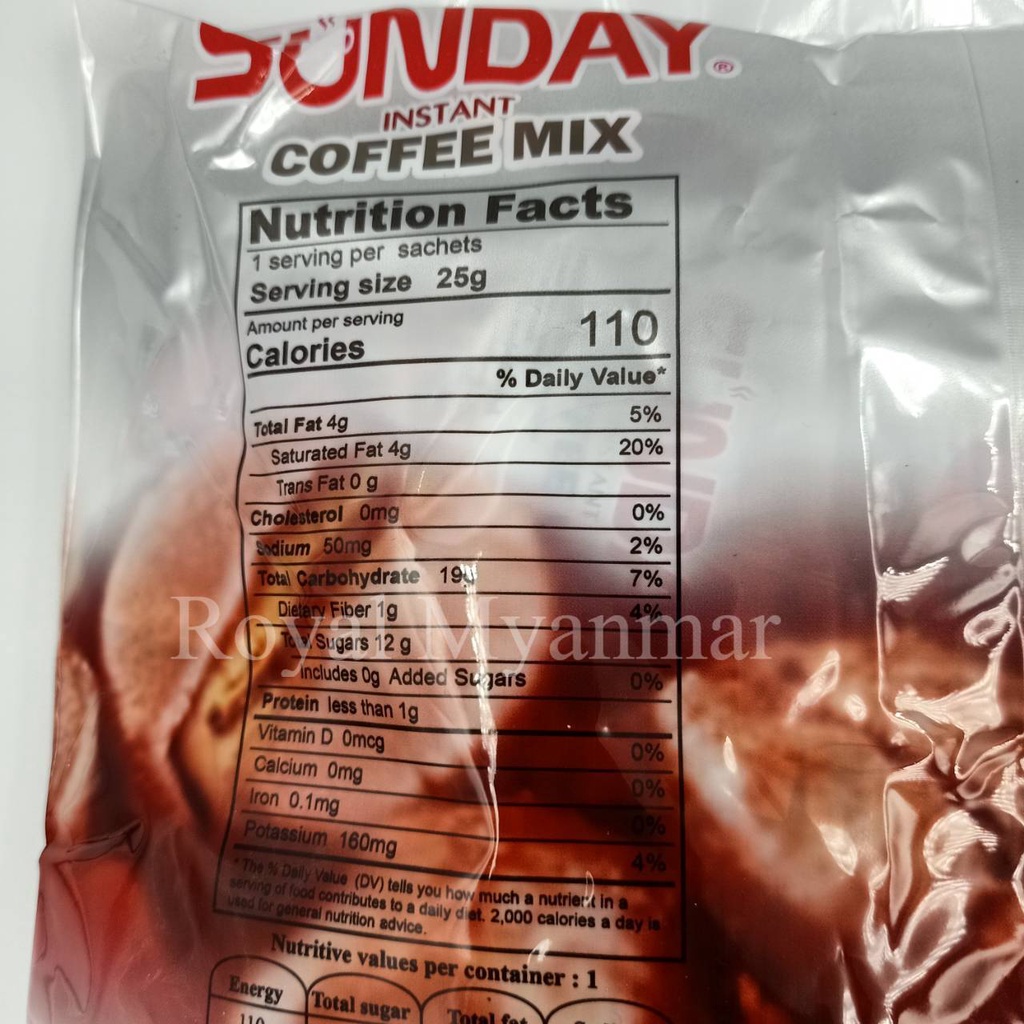 SUNDAY®
INSTANT
COFFEE MIX
Nutrition Facts
1 serving per sachets
Serving size 25g
Amount per serving
Calories 110
% Daily Value*
Total Fat 4g 5%
Saturated Fat 4g 20%
Trans Fat 0 g
Cholesterol 0mg 0%
Sodium 50mg 2%
Total Carbohydrate 19g 7%
Dietary Fiber 1g 4%
Royal Myanmar
Total Sugars 12 g
includes 0g Added Sugars 0%
Protein less than 1g
Vitamin D 0mcg 0%
Calcium 0mg 0%
Iron 0.1mg 0%
Potassium 160mg 4%
* The % Daily Value (DV) tells you how much a nutrient in a
serving of food contributes to a daily diet. 2,000 calories a day is
used for general nutrition advice.
Nutritive values per container : 1
Energy Total sugar Total fat
110